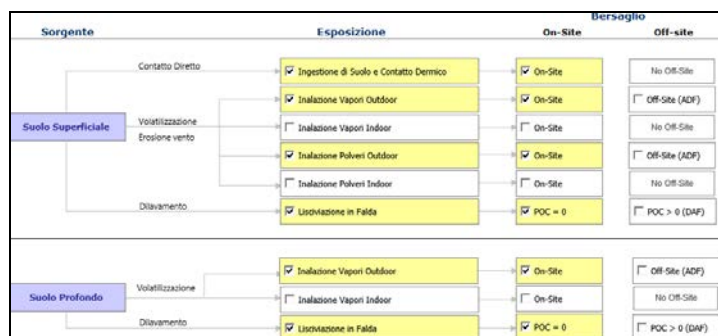 Bersaglio
Sorgente Esposizione On-Site Off-site
Contatto Diretto Ingestione di Suolo e Contatto Dermico On-Site No Off-Site
Inalazione Vapori Outdoor On-Site Off-Site (ADF)
Suolo Superficiale Volatilizzazione Inalazione Vapori Indoor On-Site No Off-Site
Erosione vento
Inalazione Polveri Outdoor On-Site Off-Site (ADF)
Inalazione Polveri Indoor On-Site No Off-Site
Dilavamento Lisciviazione in Falda POC = 0 POC > 0 (DAF)
Inalazione Vapori Outdoor On-Site Off-Site (ADF)
Suolo Profondo Volatilizzazione Inalazione Vapori Indoor On-Site No Off-Site
Dilavamento Lisciviazione in Falda POC = 0 POC > 0 (DAF)